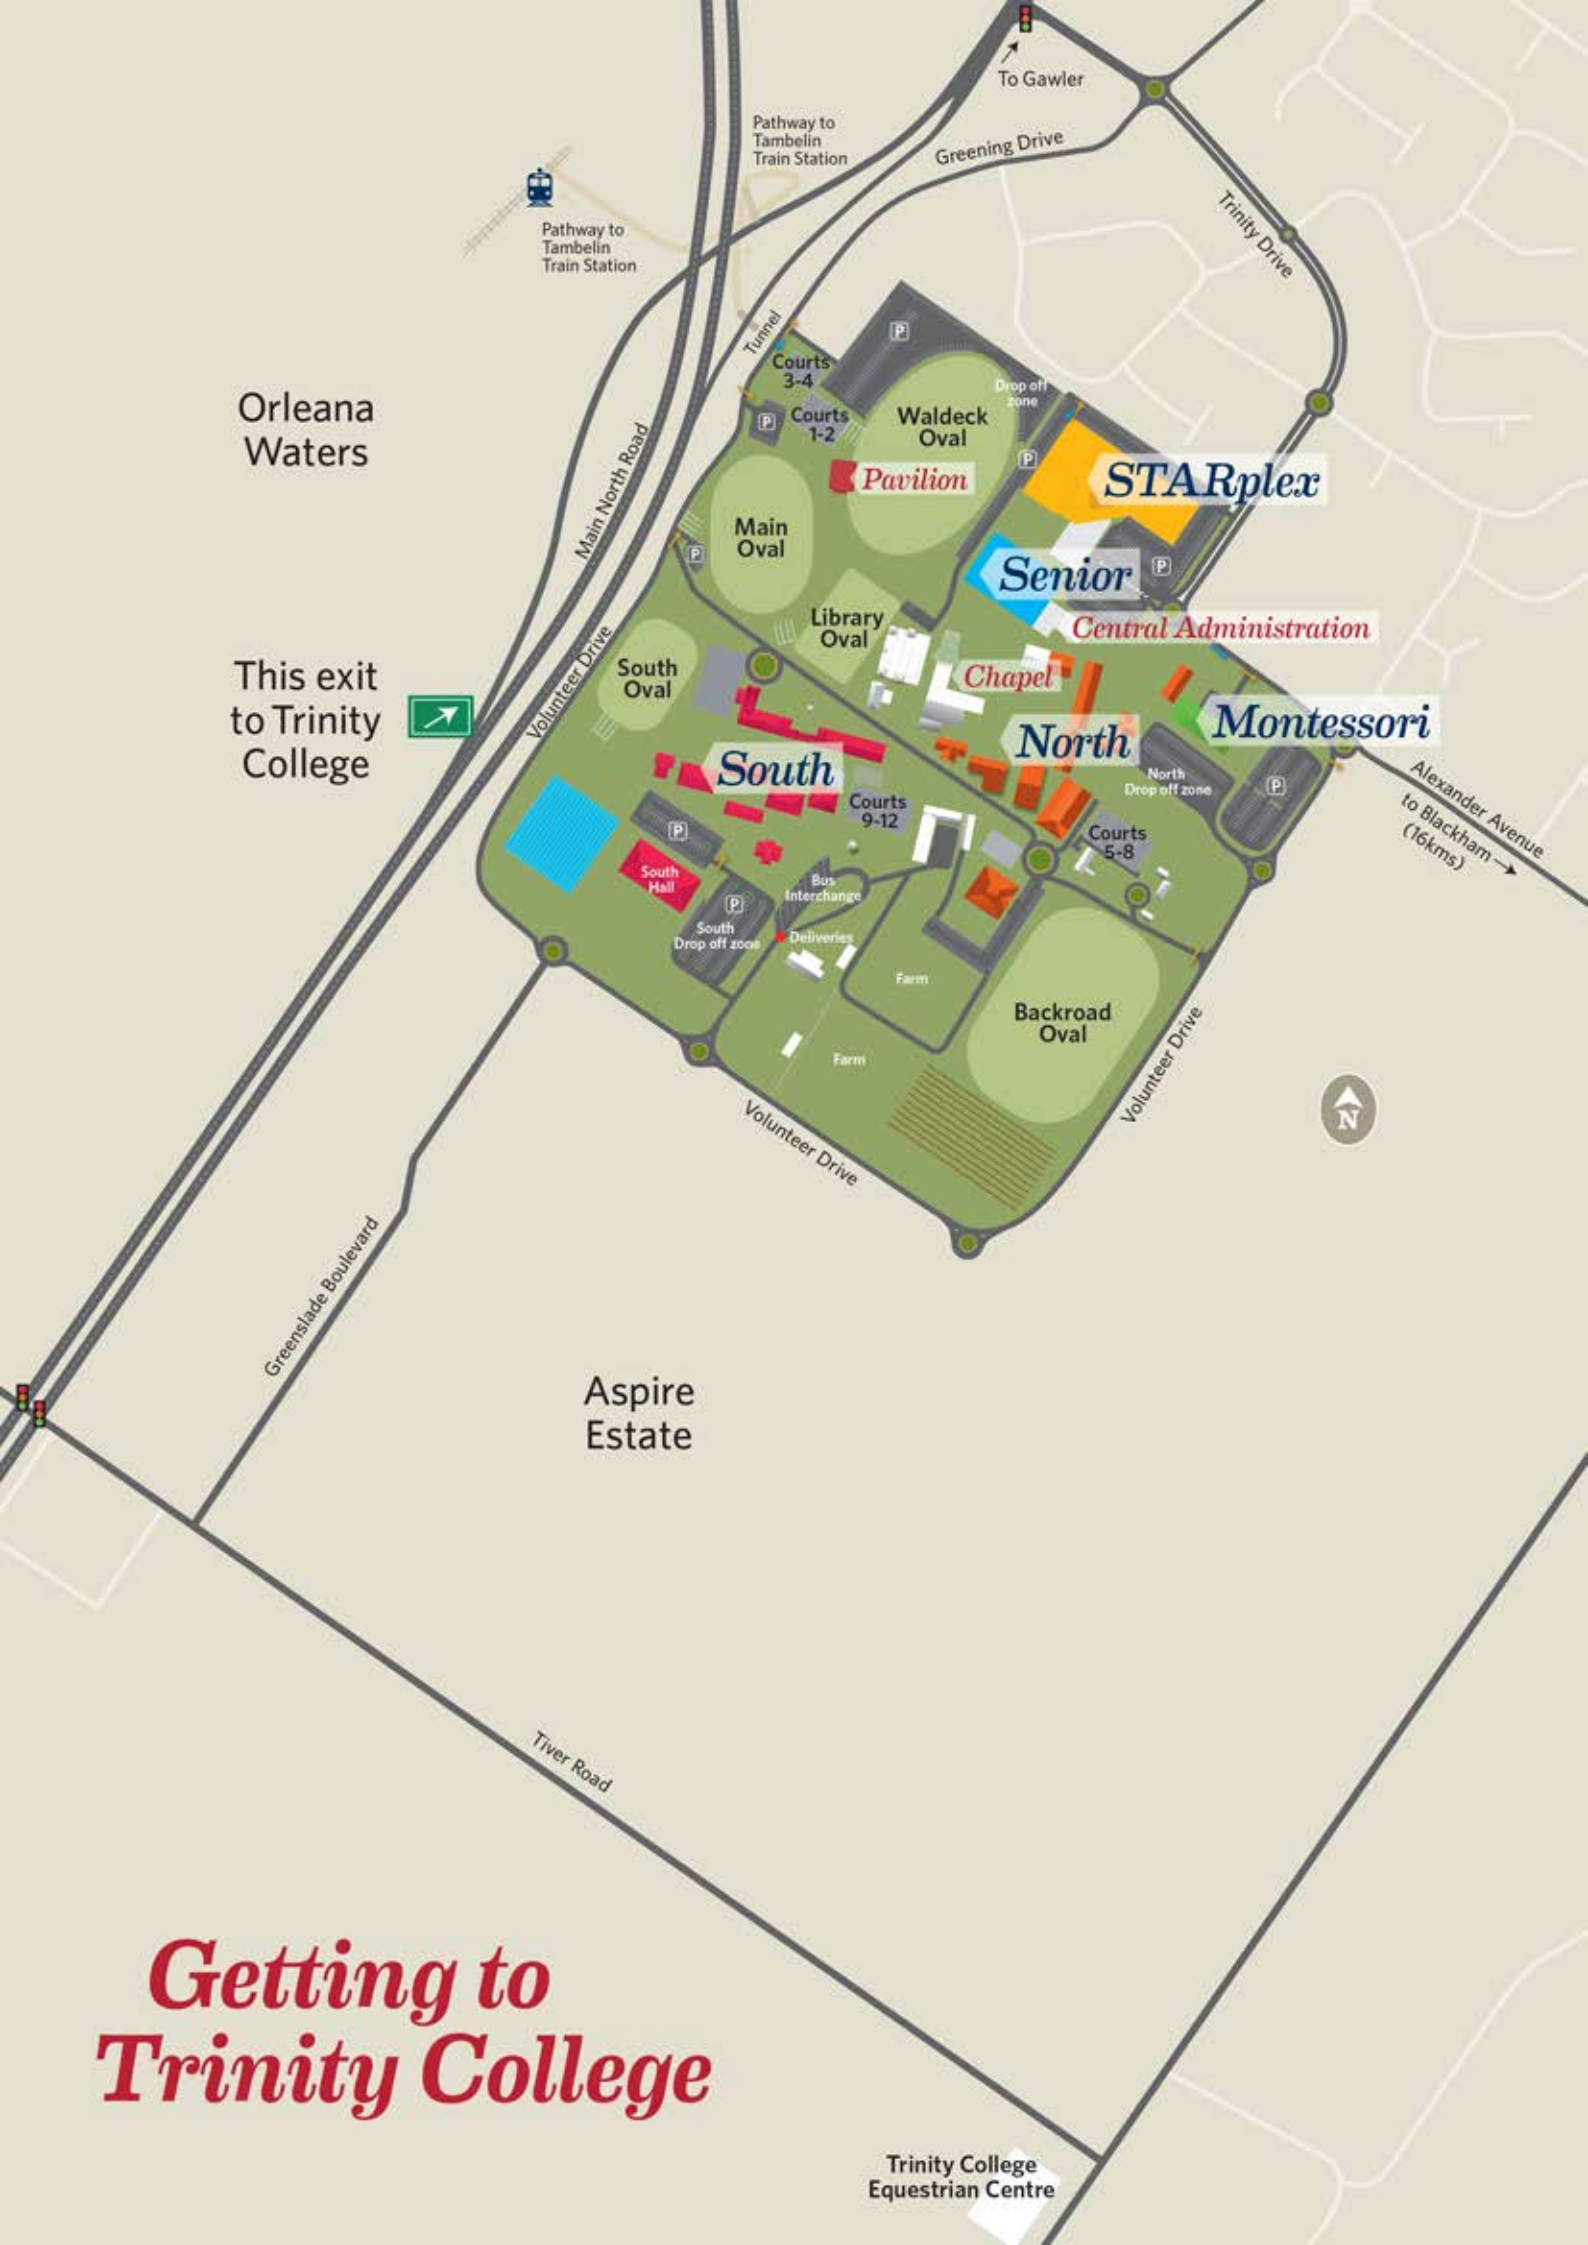 To Gawler
Pathway to
Tambelin
Train Station
Greening Drive
Trinity Drive
Pathway to
Tambelin
Train Station
Tunnel
P
Courts
3-4
Drop off
zone
Orleana
Waters
P
Courts
1-2
Waldeck
Oval
Main North Road
P
STARplex
Pavilion
Main
Oval
P
Senior
P
Library
Oval
Central Administration
Volunteer Drive
This exit
to Trinity
College
South
Oval
Chapel
Montessori
North
South
North
Drop off zone
P
Alexander Avenue
to Blackham
(16kms)
Courts
9-12
P
Courts
5-8
South
Hall
Bus
Interchange
P
South
Drop off zone
Deliveries
Farm
Backroad
Oval
Farm
Volunteer Drive
Volunteer Drive
N
Greenslade Boulevard
Aspire
Estate
Tiver Road
Getting to
Trinity College
Trinity College
Equestrian Centre